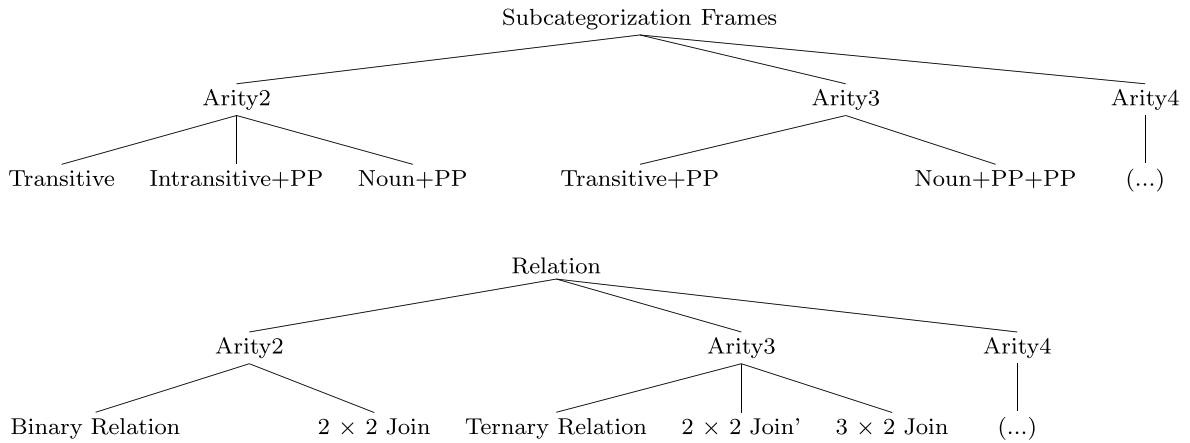 Subcategorization Frames
Arity2 Arity3 Arity4
Transitive Intransitive+PP Noun+PP Transitive+PP Noun+PP+PP (...)
Relation
Arity2 Arity3 Arity4
Binary Relation 2 × 2 Join Ternary Relation 2 × 2 Join' 3 × 2 Join (...)